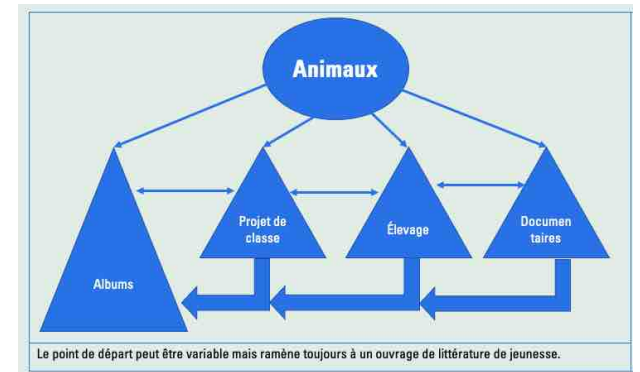 Animaux
Projet de
classe
Élevage
Documen
taires
Albums
Le point de départ peut être variable mais ramène toujours à un ouvrage de littérature de jeunesse.